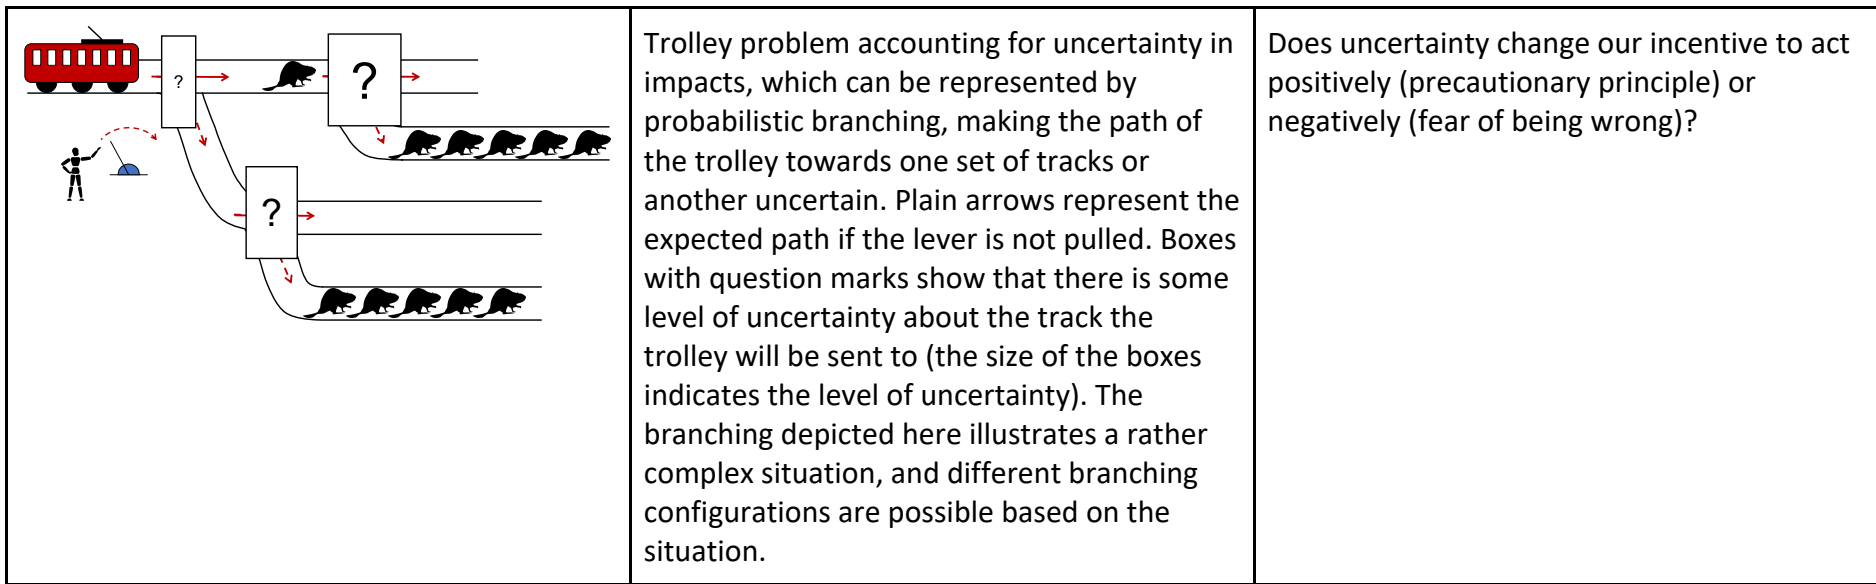 ?
?
?
Trolley problem accounting for uncertainty in
impacts, which can be represented by
probabilistic branching, making the path of
the trolley towards one set of tracks or
another uncertain. Plain arrows represent the
expected path if the lever is not pulled. Boxes
with question marks show that there is some
level of uncertainty about the track the
trolley will be sent to (the size of the boxes
indicates the level of uncertainty). The
branching depicted here illustrates a rather
complex situation, and different branching
configurations are possible based on the
situation.
Does uncertainty change our incentive to act
positively (precautionary principle) or
negatively (fear of being wrong)?